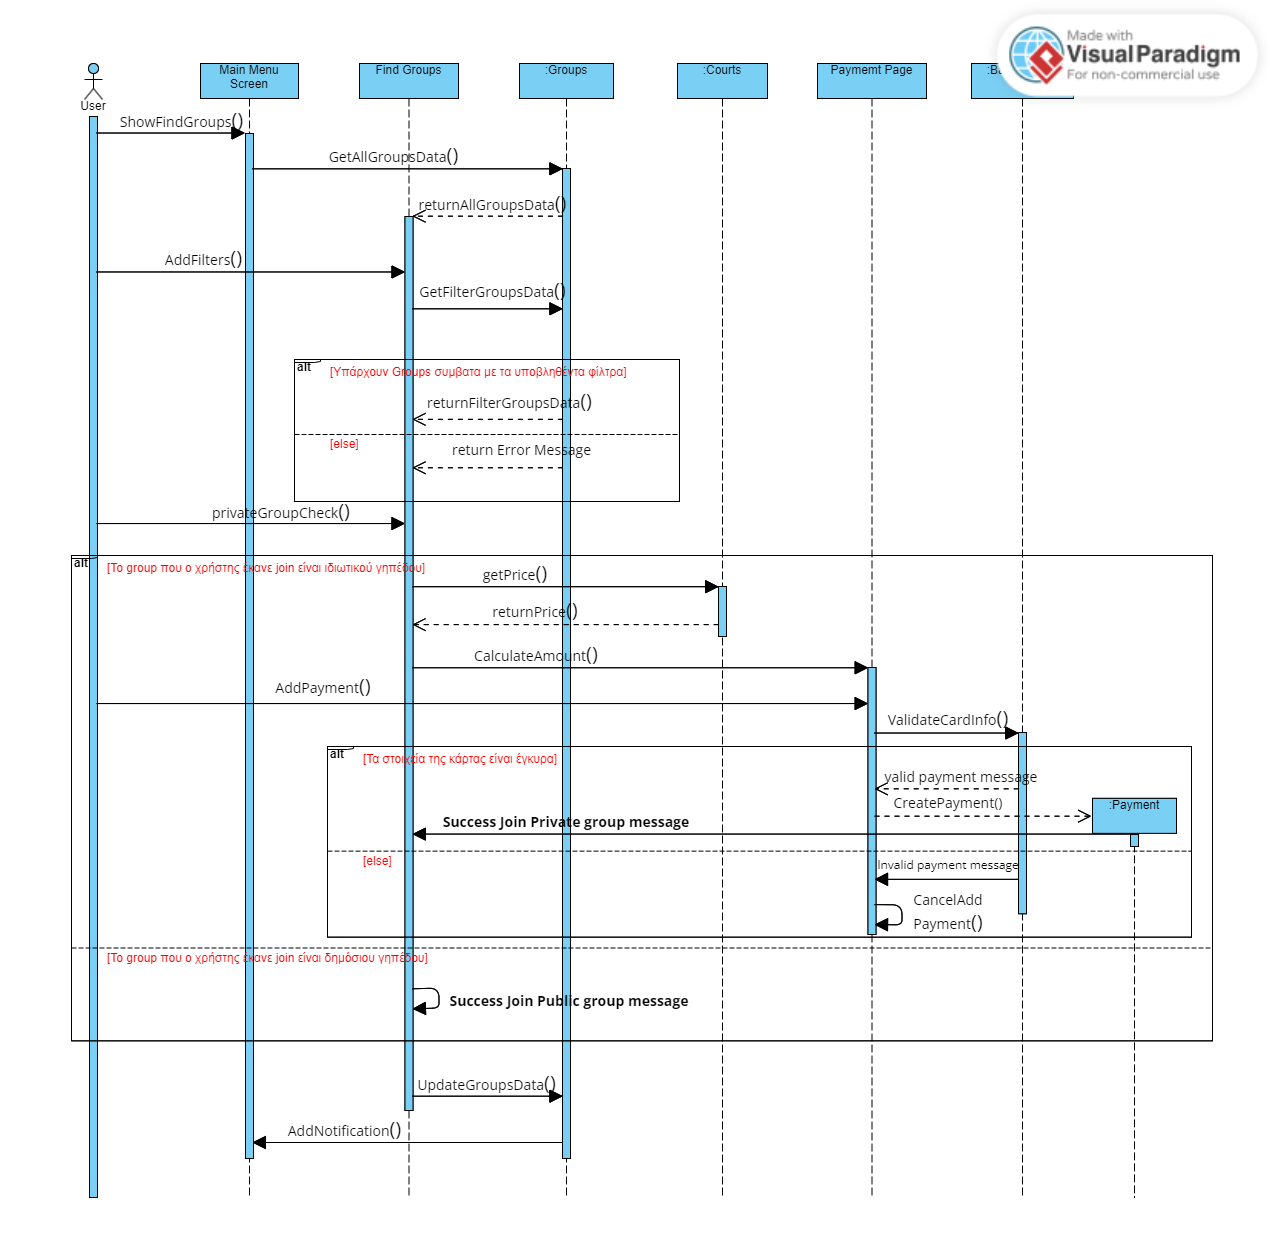 Made with
VisualParadigm
For non-commercial use
Main Menu
Screen
Find Groups
:Groups
:Courts
Paymemt Page
User
ShowFindGroups()
GetAllGroupsData()
returnAllGroupsData()
AddFilters()
GetFilterGroupsData()
alt
[Υπάρχουν Groups συμβατα με τα υποβληθέντα φίλτρα]
returnFilterGroupsData()
[else]
return Error Message
privateGroupCheck()
alt
[Το group που ο χρήστης έκανε join είναι ιδιωτικού γηπέδου]
getPrice()
returnPrice()
CalculateAmount()
AddPayment()
ValidateCardInfo()
alt
[Τα στοιχεία της κάρτας είναι έγκυρα]
valid payment message
CreatePayment()
:Payment
Success Join Private group message
[else]
Invalid payment message
CancelAdd
Payment()
[Το group που ο χρήστης έκανε join είναι δημόσιου γηπέδου]
Success Join Public group message
UpdateGroupsData()
AddNotification()